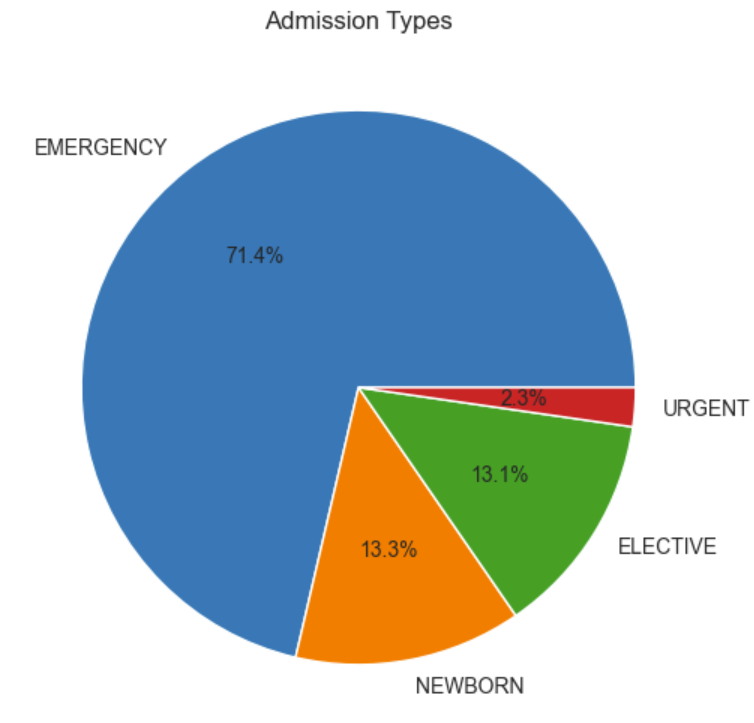 Admission Types
EMERGENCY
71.4%
2.3%
URGENT
13.1%
ELECTIVE
13.3%
NEWBORN